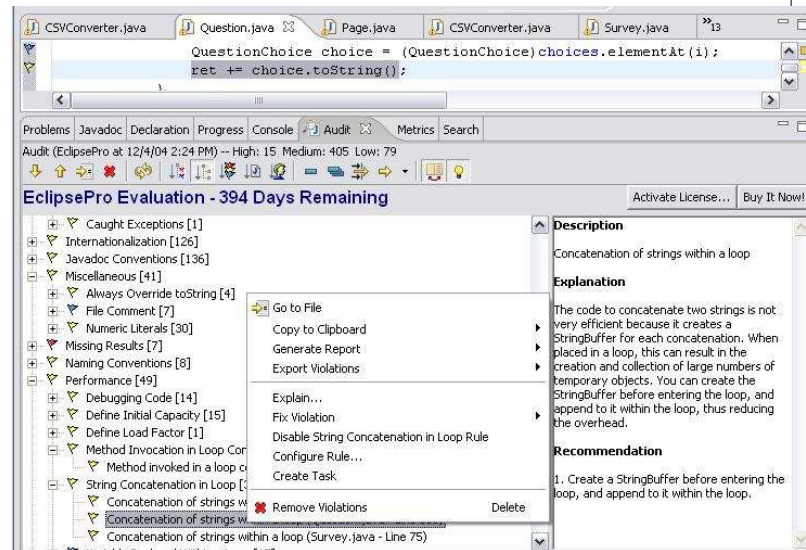 CSVConverter.java Question.java Page.java CSVConverter.java Survey.java »13
QuestionChoice choice = (QuestionChoice)choices.elementAt(i);
ret += choice.toString();
}
Problems Javadoc Declaration Progress Console Audit Metrics Search
Audit (EclipsePro at 12/4/04 2:24 PM) -- High: 15 Medium: 405 Low: 79
EclipsePro Evaluation - 394 Days Remaining
Activate License... Buy It Now!
Caught Exceptions [1]
Internationalization [126]
Javadoc Conventions [136]
Miscellaneous [41]
Always Override toString [4]
File Comment [7]
Numeric Literals [30]
Missing Results [7]
Naming Conventions [8]
Performance [49]
Debugging Code [14]
Define Initial Capacity [15]
Define Load Factor [1]
Method Invocation in Loop Con
Method invoked in a loop c
String Concatenation in Loop [
Concatenation of strings w
Concatenation of strings
Concatenation of strings within a loop (Survey.java - Line 75)
Go to File
Copy to Clipboard
Generate Report
Export Violations
Explain...
Fix Violation
Disable String Concatenation in Loop Rule
Configure Rule...
Create Task
Remove Violations Delete
Description
Concatenation of strings within a loop
Explanation
The code to concatenate two strings is not
very efficient because it creates a
StringBuffer for each concatenation. When
placed in a loop, this can result in the
creation and collection of large numbers of
temporary objects. You can create the
StringBuffer before entering the loop, and
append to it within the loop, thus reducing
the overhead.
Recommendation
1. Create a StringBuffer before entering the
loop, and append to it within the loop.